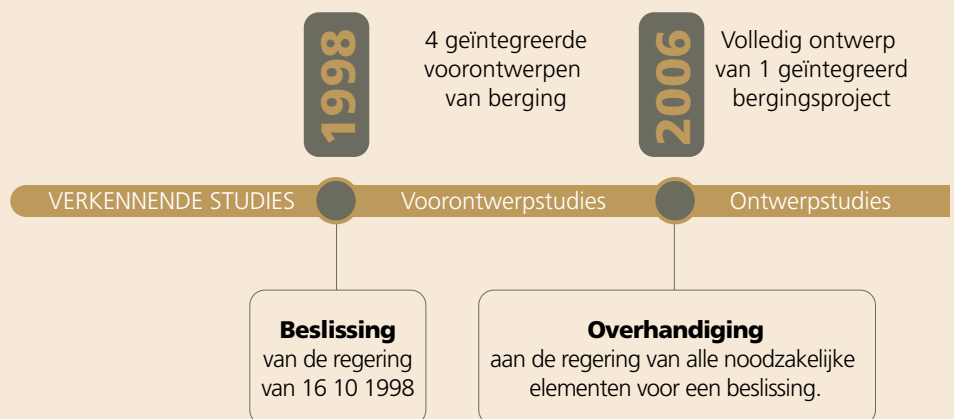 1998
4 geïntegreerde
voorontwerpen
van berging
2006
Volledig ontwerp
van 1 geïntegreerd
bergingsproject
VERKENNENDE STUDIES
Voorontwerpstudies
Ontwerpstudies
Beslissing
van de regering
van 16 10 1998
Overhandiging
aan de regering van alle noodzakelijke
elementen voor een beslissing.